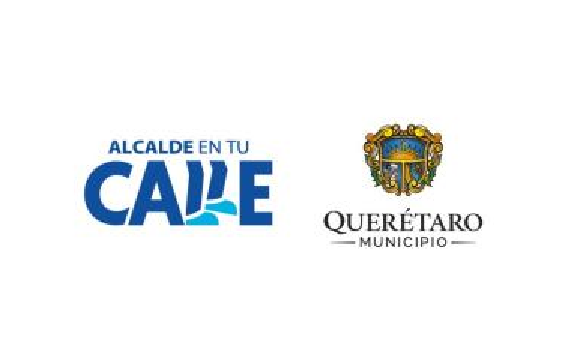 ALCALDE EN TU
CALLE
QUERÉTARO
MUNICIPIO